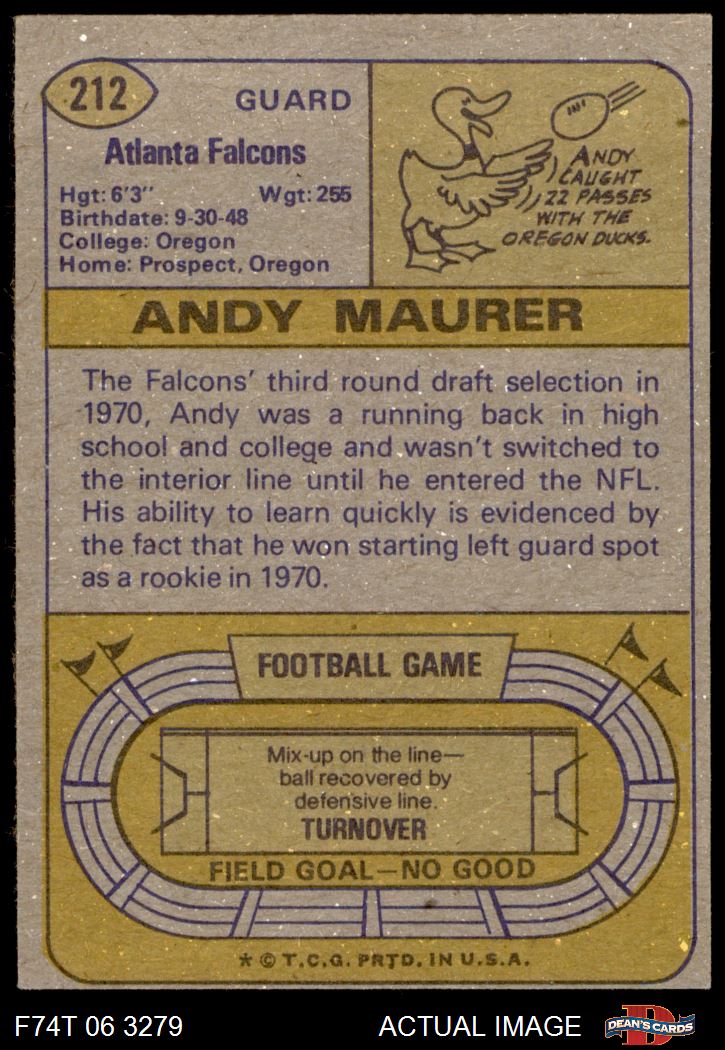 212
GUARD
Atlanta Falcons
Hgt: 6'3"    Wgt: 255
Birthdate: 9-30-48
College: Oregon
Home: Prospect, Oregon
ANDY
CAUGHT
22 PASSES
WITH THE
OREGON DUCKS.
ANDY MAURER
The Falcons' third round draft selection in
1970, Andy was a running back in high
school and college and wasn't switched to
the interior line until he entered the NFL.
His ability to learn quickly is evidenced by
the fact that he won starting left guard spot
as a rookie in 1970.
FOOTBALL GAME
Mix-up on the line—
ball recovered by
defensive line.
TURNOVER
FIELD GOAL—NO GOOD
* © T.C.G. PRTD. IN U.S.A.
F74T 06 3279
ACTUAL IMAGE
D
DEAN'S CARDS